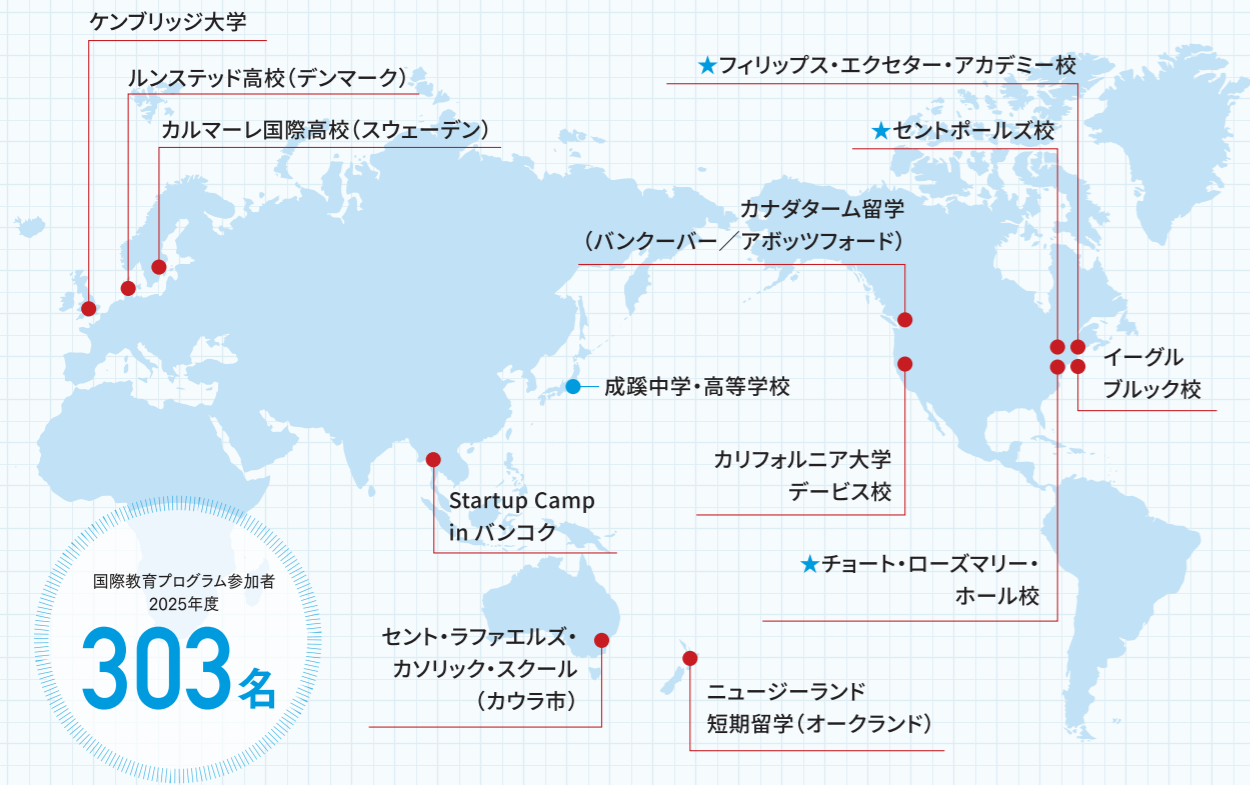 ケンブリッジ大学
ルンステッド高校（デンマーク）
カルマーレ国際高校（スウェーデン）
★フィリップス・エクセター・アカデミー校
★セントポールズ校
カナダターム留学
（バンクーバー／アボッツフォード）
イーグル
ブルック校
成蹊中学・高等学校
カリフォルニア大学
デービス校
Startup Camp
in バンコク
★チョート・ローズマリー・
ホール校
セント・ラファエルズ・
カソリック・スクール
（カウラ市）
ニュージーランド
短期留学（オークランド）
国際教育プログラム参加者
2025年度
303名